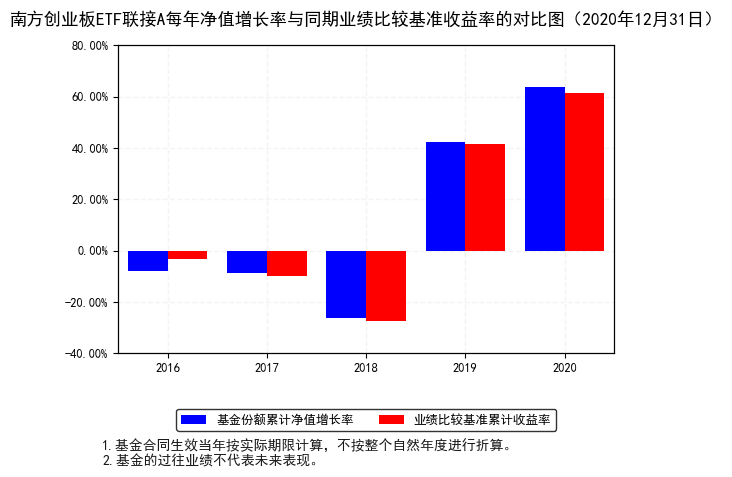 南方创业板ETF联接A每年净值增长率与同期业绩比较基准收益率的对比图（2020年12月31日）
80.00%
60.00%
40.00%
20.00%
0.00%
-20.00%
-40.00%
2016 2017 2018 2019 2020
基金份额累计净值增长率 业绩比较基准累计收益率
1.基金合同生效当年按实际期限计算，不按整个自然年度进行折算。
2.基金的过往业绩不代表未来表现。